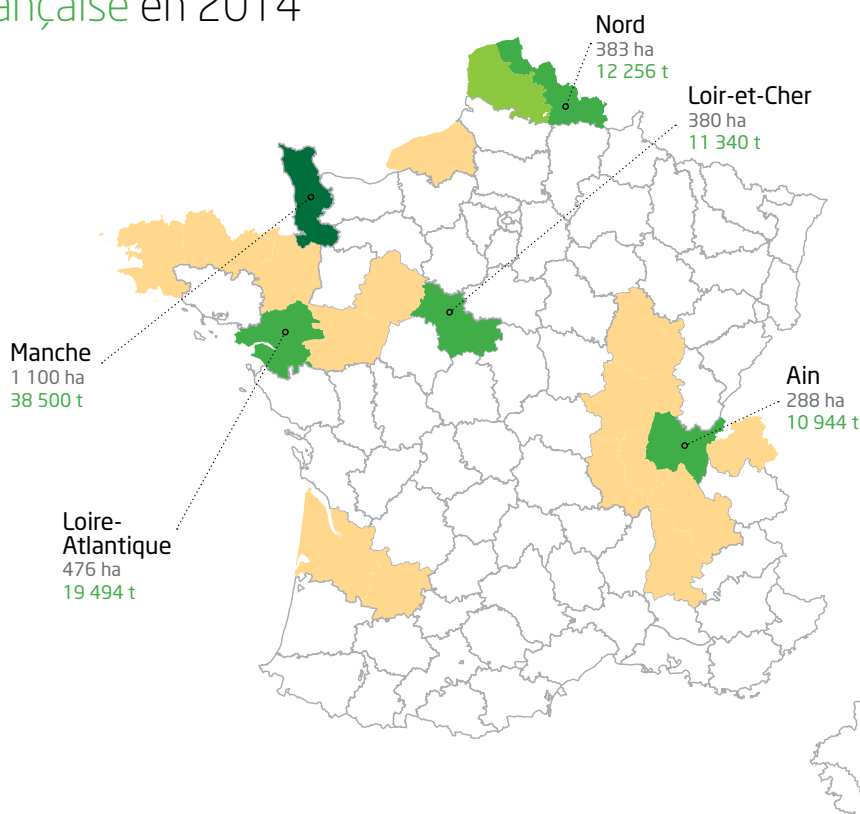 en 2014
Nord
383 ha
12 256 t
Loir-et-Cher
380 ha
11 340 t
Manche
1 100 ha
38 500 t
Ain
288 ha
10 944 t
Loire-
Atlantique
476 ha
19 494 t